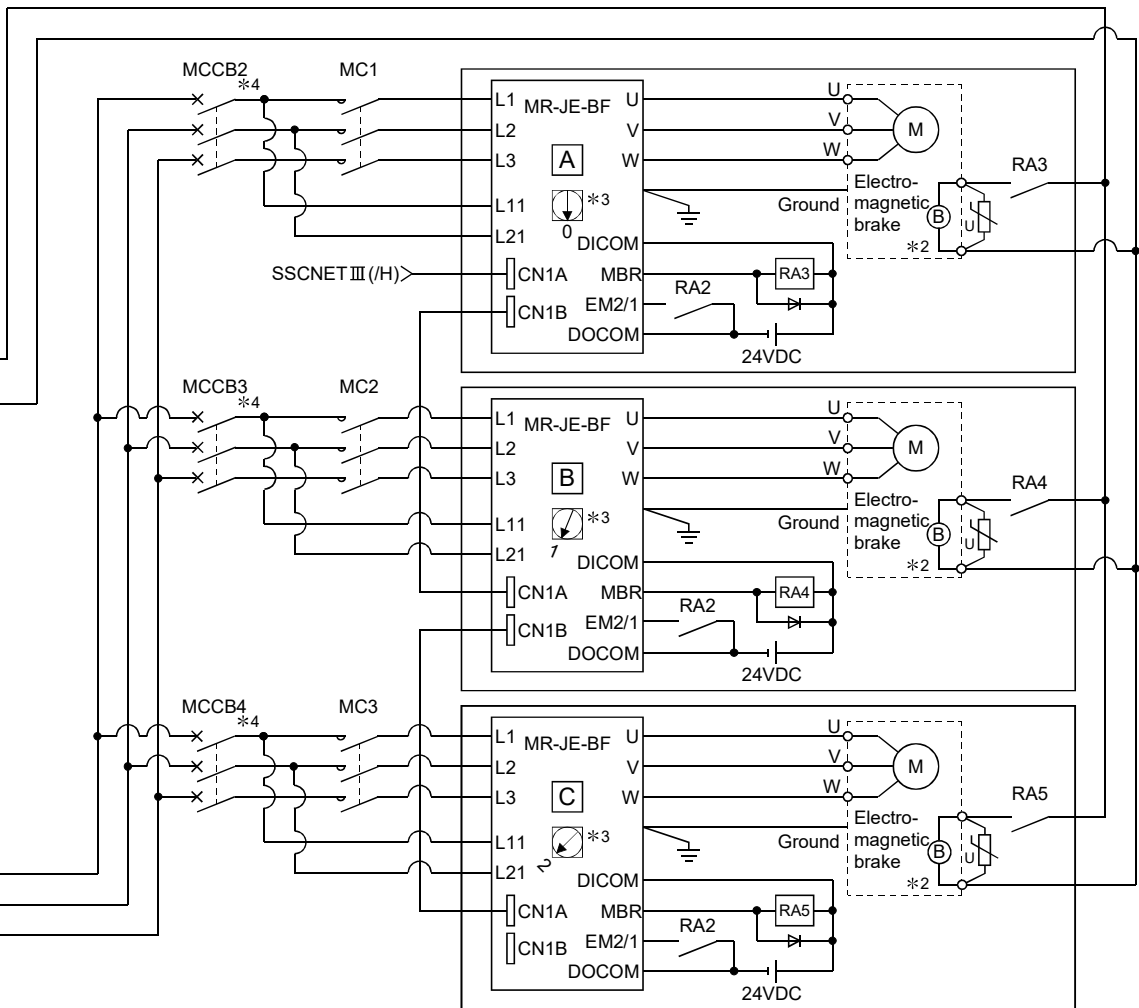 MCCB2
*4
MC1
L1
MR-JE-BF
U
L2
V
L3
W
A
*3
0
L11
L21
DICOM
SSCNETⅢ(/H)
CN1A
MBR
RA3
CN1B
EM2/1
RA2
DOCOM
24VDC
U
V
W
M
Ground
Electro-
magnetic
brake
*2
B
U
RA3
MCCB3
*4
MC2
L1
MR-JE-BF
U
L2
V
L3
W
B
*3
1
L11
L21
DICOM
CN1A
MBR
RA4
CN1B
EM2/1
RA2
DOCOM
24VDC
U
V
W
M
Ground
Electro-
magnetic
brake
*2
B
U
RA4
MCCB4
*4
MC3
L1
MR-JE-BF
U
L2
V
L3
W
C
*3
2
L11
L21
DICOM
CN1A
MBR
RA5
CN1B
EM2/1
RA2
DOCOM
24VDC
U
V
W
M
Ground
Electro-
magnetic
brake
*2
B
U
RA5